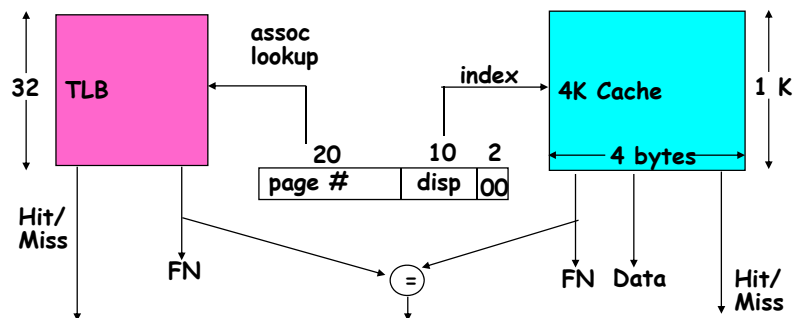 assoc
lookup
32
TLB
index
4K Cache
1 K
20
10
2
4 bytes
page #
disp
00
Hit/
Miss
FN
=
FN
Data
Hit/
Miss